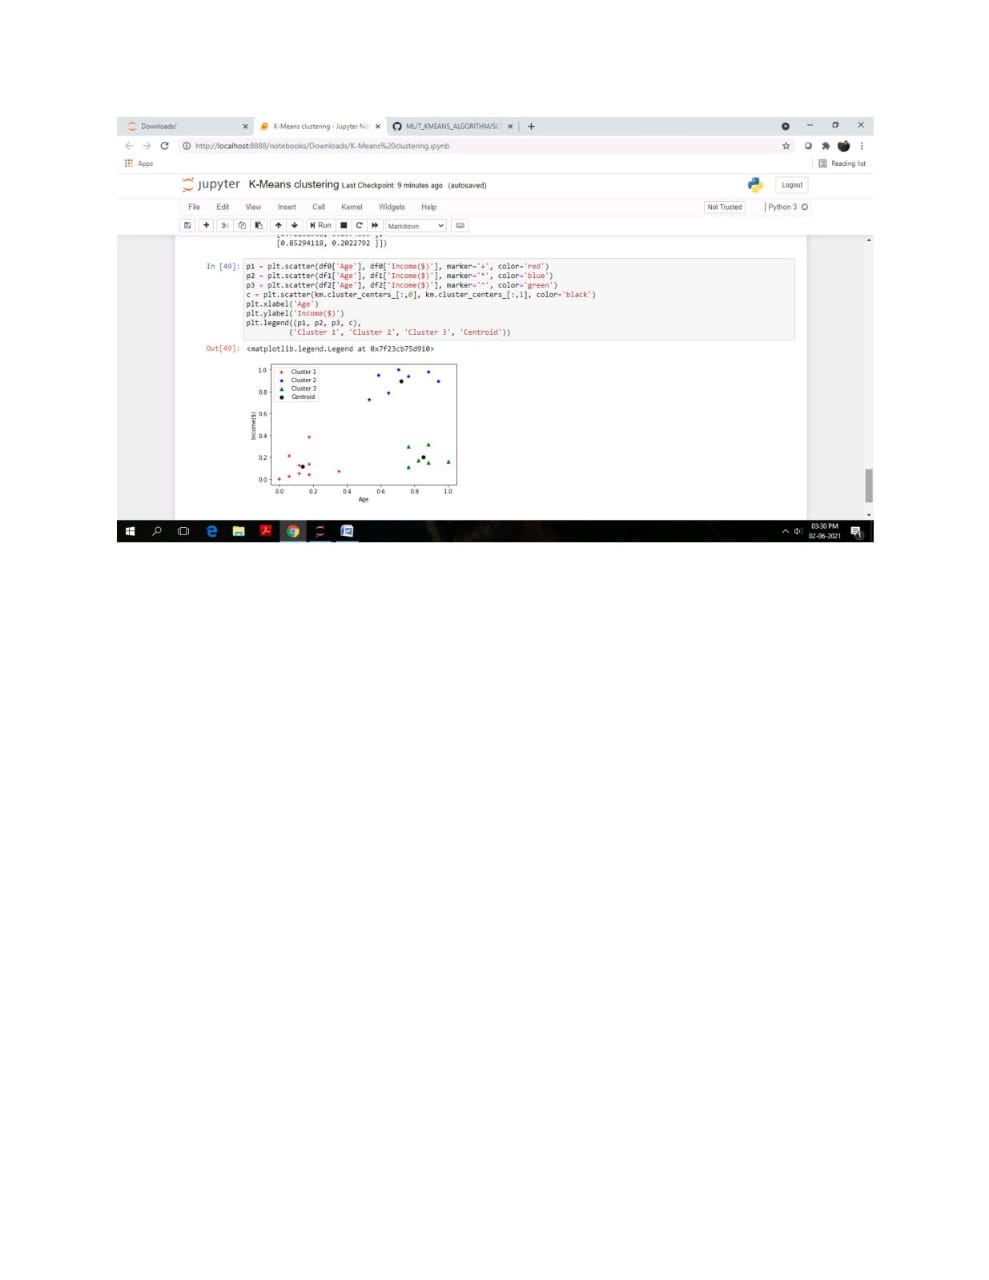 Downloads/
K-Means clustering - Jupyter No
ML/7_KMEANS_ALGORITHM/SO
http://localhost:8888/notebooks/Downloads/K-Means%20clustering.ipynb
Apps
Reading list
jupyter K-Means clustering Last Checkpoint: 9 minutes ago (autosaved)
Logout
File Edit View Insert Cell Kernel Widgets Help
Not Trusted
Python 3
Run
Markdown
[0.85294118, 0.2022792 ]])
In [49]: p1 = plt.scatter(df0['Age'], df0['Income($)'], marker='+', color='red')
p2 = plt.scatter(df1['Age'], df1['Income($)'], marker='*', color='blue')
p3 = plt.scatter(df2['Age'], df2['Income($)'], marker='^', color='green')
c = plt.scatter(km.cluster_centers_[:,0], km.cluster_centers_[:,1], color='black')
plt.xlabel('Age')
plt.ylabel('Income($)')
plt.legend((p1, p2, p3, c),
('Cluster 1', 'Cluster 2', 'Cluster 3', 'Centroid'))
Out[49]: <matplotlib.legend.Legend at 0x7f23cb75d910>
Cluster 1
Cluster 2
Cluster 3
Centroid
1.0
0.8
0.6
0.4
0.2
0.0
Income($)
0.0 0.2 0.4 0.6 0.8 1.0
Age
03:30 PM
02-06-2021